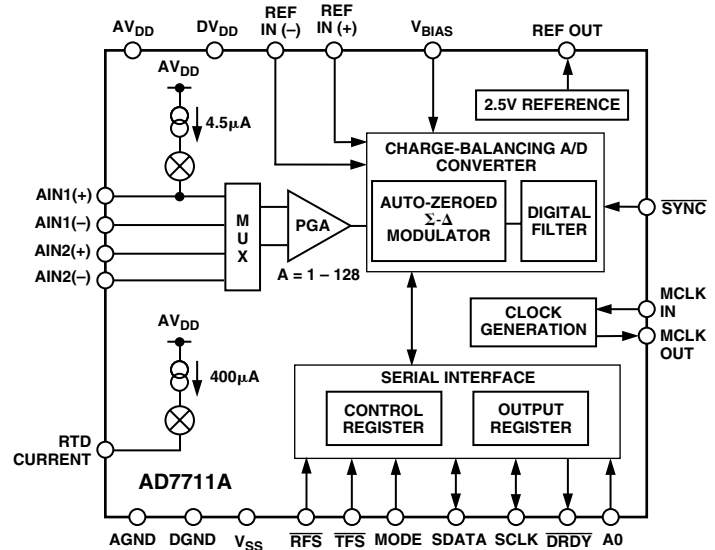 AVDD
DVDD
REF
IN (–)
REF
IN (+)
VBIAS
REF OUT
AVDD
4.5µA
2.5V REFERENCE
CHARGE-BALANCING A/D
CONVERTER
AUTO-ZEROED
Σ-Δ
MODULATOR
DIGITAL
FILTER
AIN1(+)
AIN1(–)
AIN2(+)
AIN2(–)
M
U
X
PGA
A = 1 – 128
SYNC
MCLK
IN
CLOCK
GENERATION
MCLK
OUT
AVDD
400µA
SERIAL INTERFACE
CONTROL
REGISTER
OUTPUT
REGISTER
RTD
CURRENT
AD7711A
AGND
DGND
VSS
RFS
TFS
MODE
SDATA
SCLK
DRDY
A0